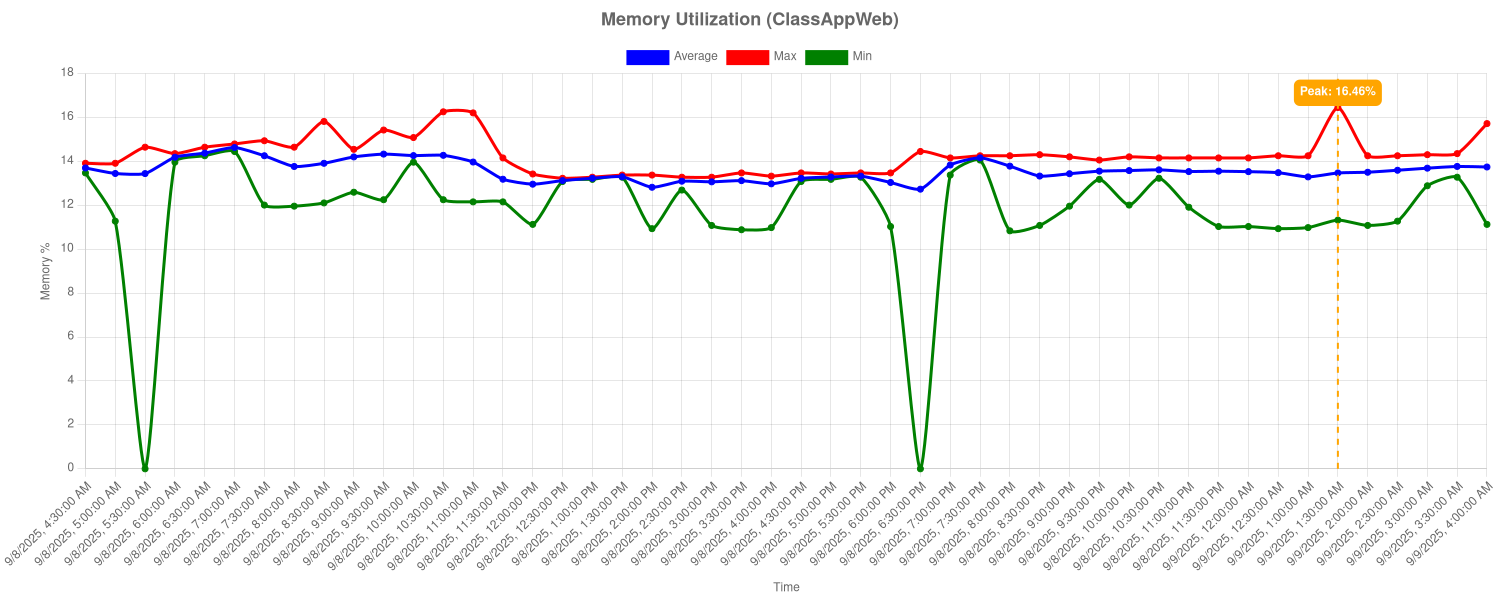 Memory Utilization (ClassAppWeb)
Average Max Min
Peak: 16.46%
18
16
14
12
10
8
6
4
2
0
Memory %
9/8/2025, 4:30:00 AM
9/8/2025, 5:00:00 AM
9/8/2025, 5:30:00 AM
9/8/2025, 6:00:00 AM
9/8/2025, 6:30:00 AM
9/8/2025, 7:00:00 AM
9/8/2025, 7:30:00 AM
9/8/2025, 8:00:00 AM
9/8/2025, 8:30:00 AM
9/8/2025, 9:00:00 AM
9/8/2025, 9:30:00 AM
9/8/2025, 10:00:00 AM
9/8/2025, 10:30:00 AM
9/8/2025, 11:00:00 AM
9/8/2025, 11:30:00 AM
9/8/2025, 12:00:00 PM
9/8/2025, 12:30:00 PM
9/8/2025, 1:00:00 PM
9/8/2025, 1:30:00 PM
9/8/2025, 2:00:00 PM
9/8/2025, 2:30:00 PM
9/8/2025, 3:00:00 PM
9/8/2025, 3:30:00 PM
9/8/2025, 4:00:00 PM
9/8/2025, 4:30:00 PM
9/8/2025, 5:00:00 PM
9/8/2025, 5:30:00 PM
9/8/2025, 6:00:00 PM
9/8/2025, 6:30:00 PM
9/8/2025, 7:00:00 PM
9/8/2025, 7:30:00 PM
9/8/2025, 8:00:00 PM
9/8/2025, 8:30:00 PM
9/8/2025, 9:00:00 PM
9/8/2025, 9:30:00 PM
9/8/2025, 10:00:00 PM
9/8/2025, 10:30:00 PM
9/8/2025, 11:00:00 PM
9/8/2025, 11:30:00 PM
9/9/2025, 12:00:00 AM
9/9/2025, 12:30:00 AM
9/9/2025, 1:00:00 AM
9/9/2025, 1:30:00 AM
9/9/2025, 2:00:00 AM
9/9/2025, 2:30:00 AM
9/9/2025, 3:00:00 AM
9/9/2025, 3:30:00 AM
9/9/2025, 4:00:00 AM
Time